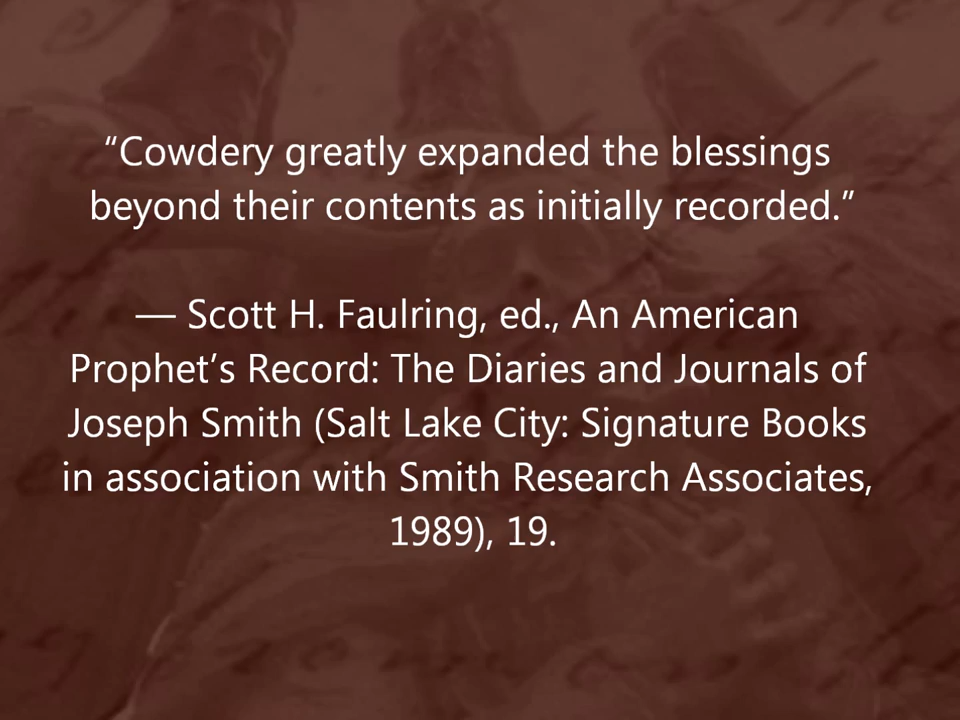 “Cowdery greatly expanded the blessings
beyond their contents as initially recorded.”
— Scott H. Faulring, ed., An American
Prophet’s Record: The Diaries and Journals of
Joseph Smith (Salt Lake City: Signature Books
in association with Smith Research Associates,
1989), 19.